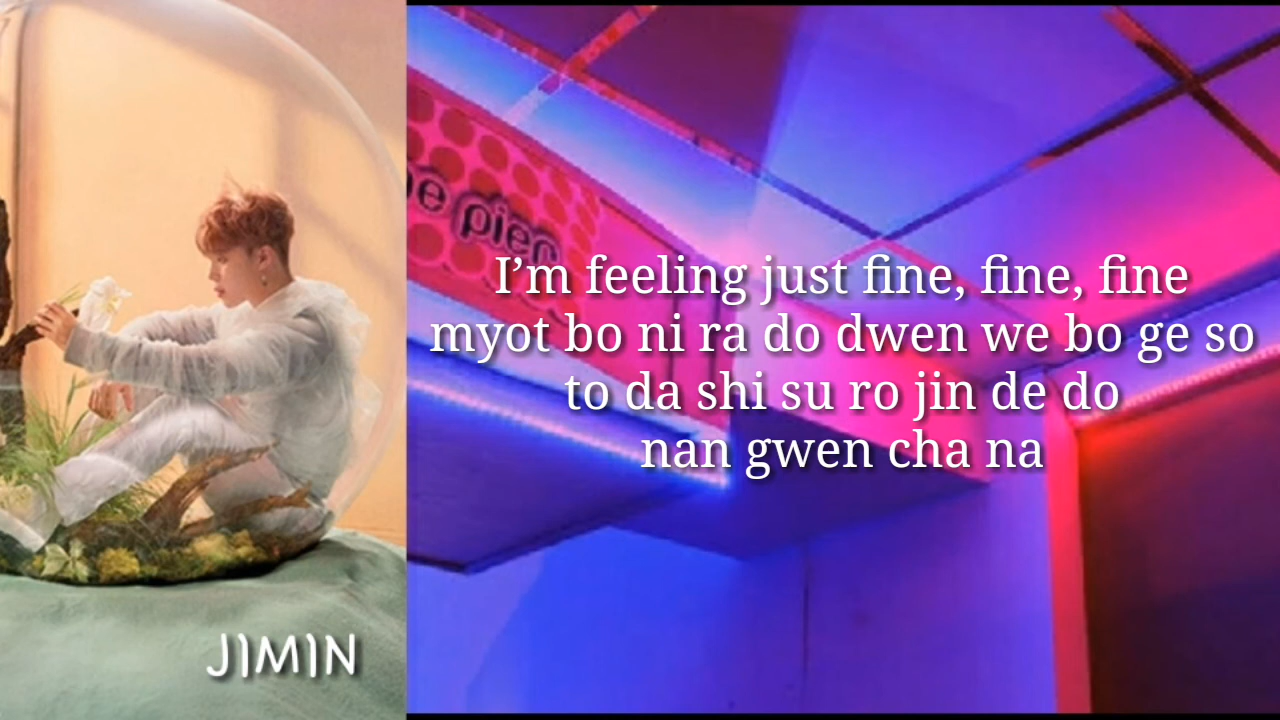 pier
I’m feeling just fine, fine, fine
myot bo ni ra do dwen we bo ge so
to da shi su ro jin de do
nan gwen cha na
JIMIN